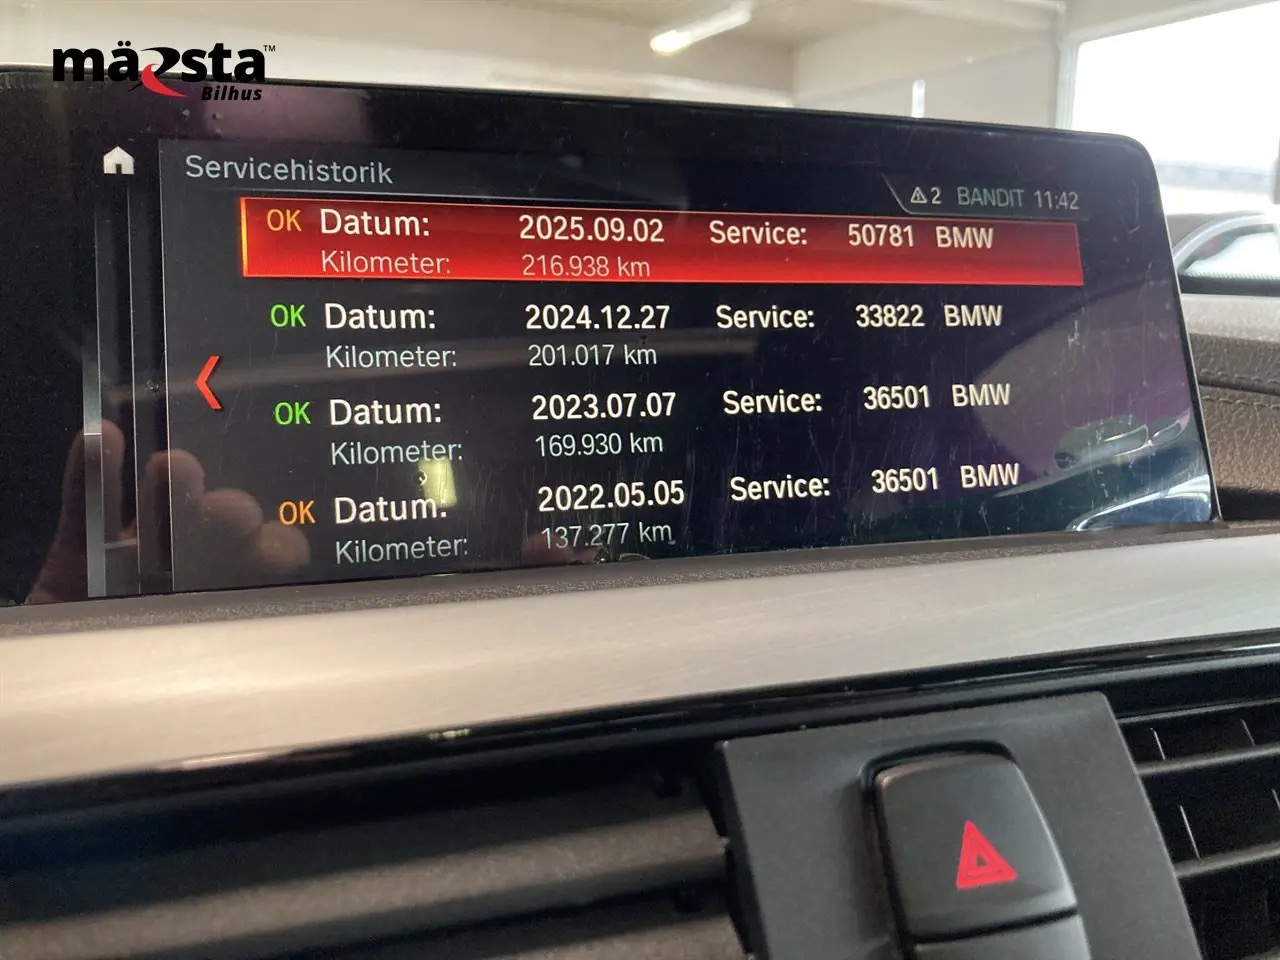 märsta™
Bilhus
Servicehistorik
2 BANDIT 11:42
OK Datum: 2025.09.02 Service: 50781 BMW
Kilometer: 216.938 km
OK Datum: 2024.12.27 Service: 33822 BMW
Kilometer: 201.017 km
OK Datum: 2023.07.07 Service: 36501 BMW
Kilometer: 169.930 km
OK Datum: 2022.05.05 Service: 36501 BMW
Kilometer: 137.277 km